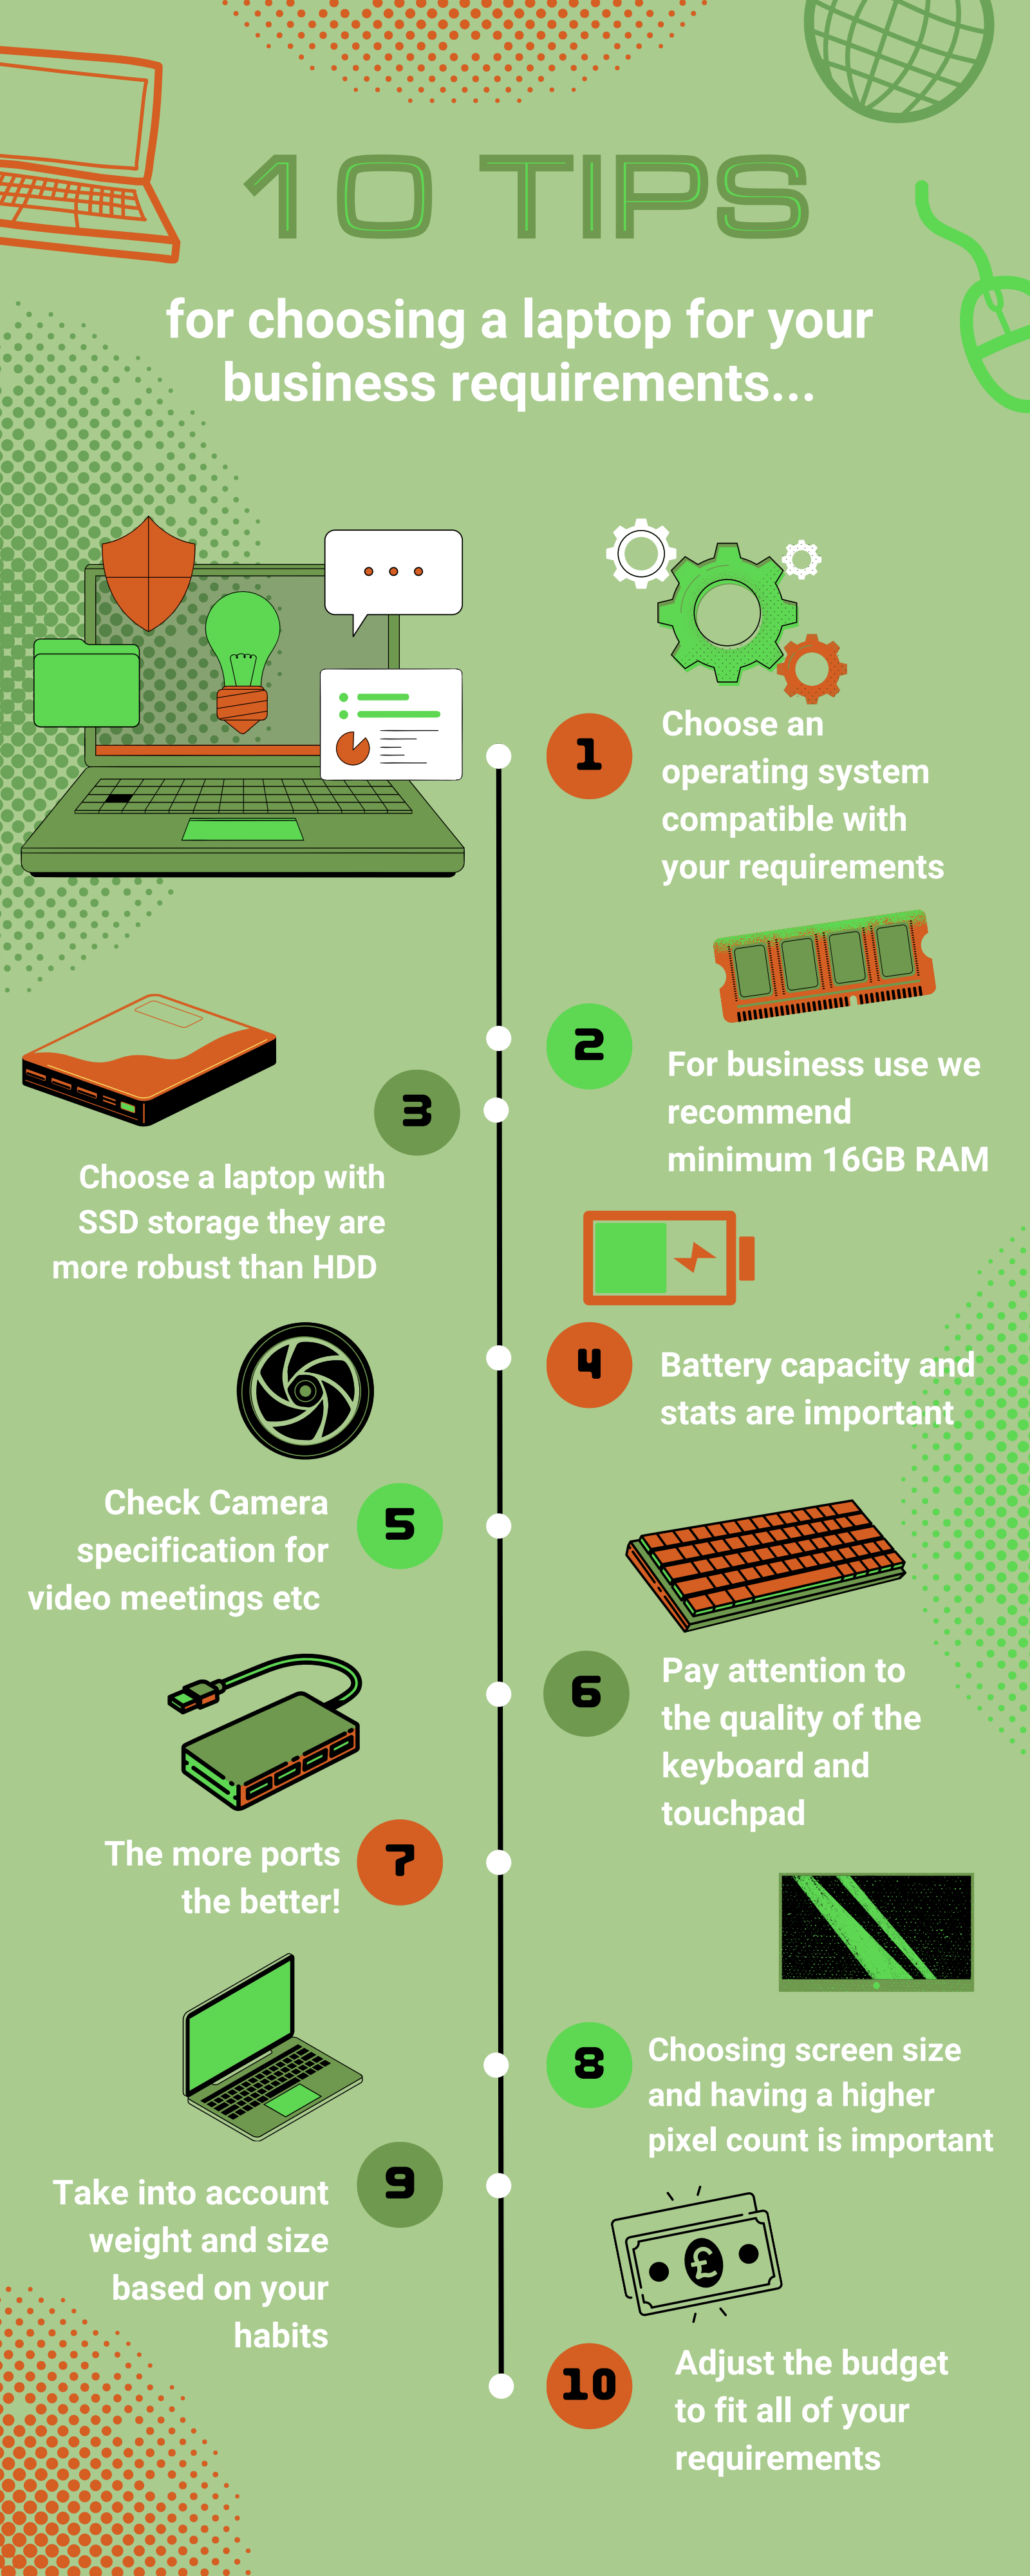 10 TIPS
for choosing a laptop for your
business requirements...
1
Choose an
operating system
compatible with
your requirements
2
For business use we
recommend
minimum 16GB RAM
3
Choose a laptop with
SSD storage they are
more robust than HDD
4
Battery capacity and
stats are important
5
Check Camera
specification for
video meetings etc
6
Pay attention to
the quality of the
keyboard and
touchpad
7
The more ports
the better!
8
Choosing screen size
and having a higher
pixel count is important
9
Take into account
weight and size
based on your
habits
£
10
Adjust the budget
to fit all of your
requirements